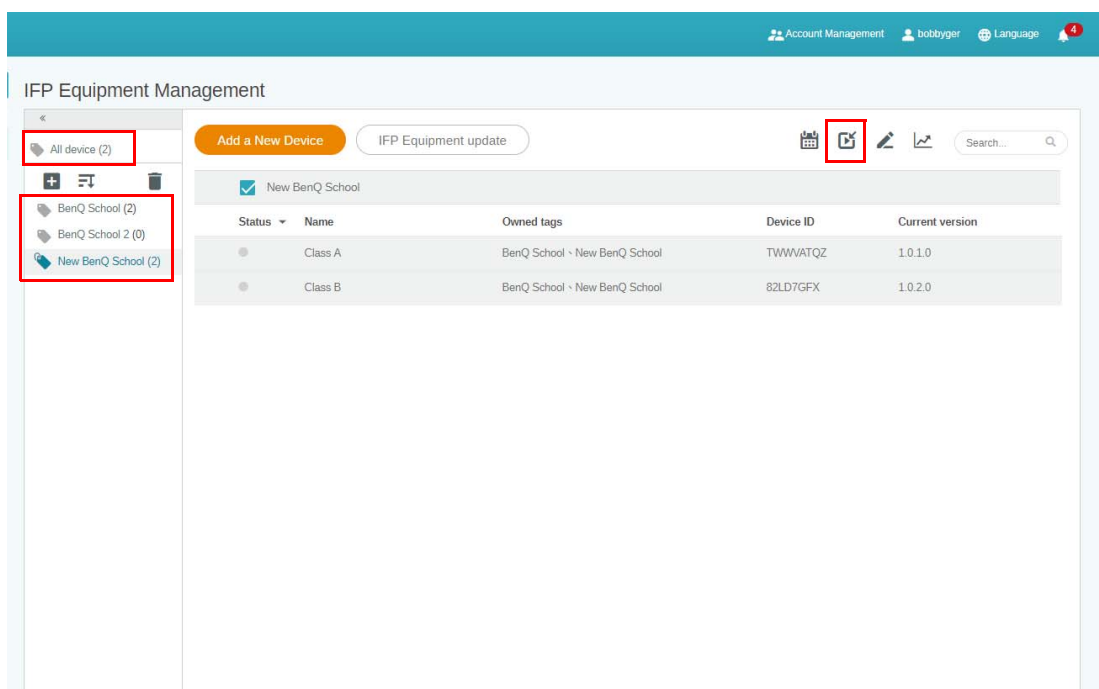 Account Management bobbyger Language 4
IFP Equipment Management
«
All device (2)
Add a New Device IFP Equipment update Search...
BenQ School (2)
BenQ School 2 (0)
New BenQ School (2)
New BenQ School
Status Name Owned tags Device ID Current version
Class A BenQ School、New BenQ School TWWVATQZ 1.0.1.0
Class B BenQ School、New BenQ School 82LD7GFX 1.0.2.0